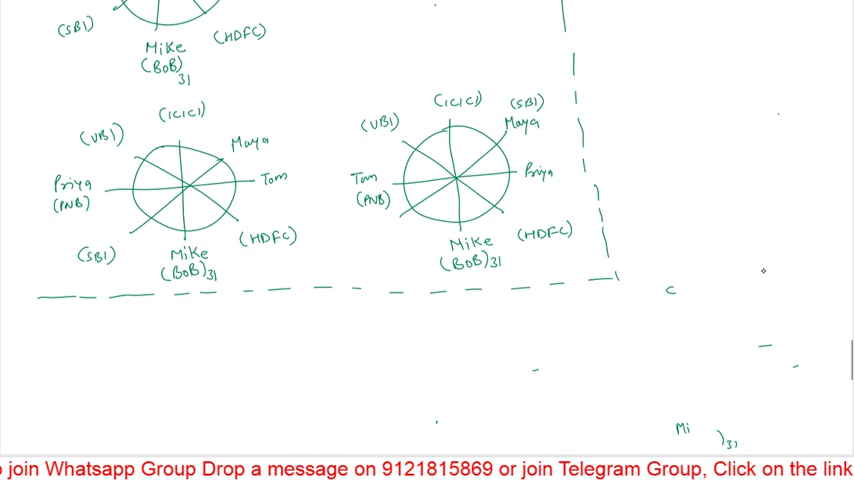 (SBI)
Mike
(BoB)
31
(HDFC)
(ICICI)
(UBI)
Maya
Priya
(PNB)
Tom
(SBI)
Mike
(BoB)31
(HDFC)
(ICICI)
(SBI)
Maya
(UBI)
Tom
(PNB)
Priya
Mike
(BoB)31
(HDFC)
c
Mi
)31
o join Whatsapp Group Drop a message on 9121815869 or join Telegram Group, Click on the link